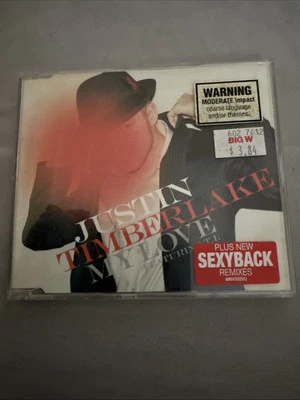 WARNING
MODERATE impact
coarse language
and/or themes
602 7612
BIG W
$ 3.84
JUSTIN
TIMBERLAKE
MY LOVE
PLUS NEW
SEXYBACK
REMIXES